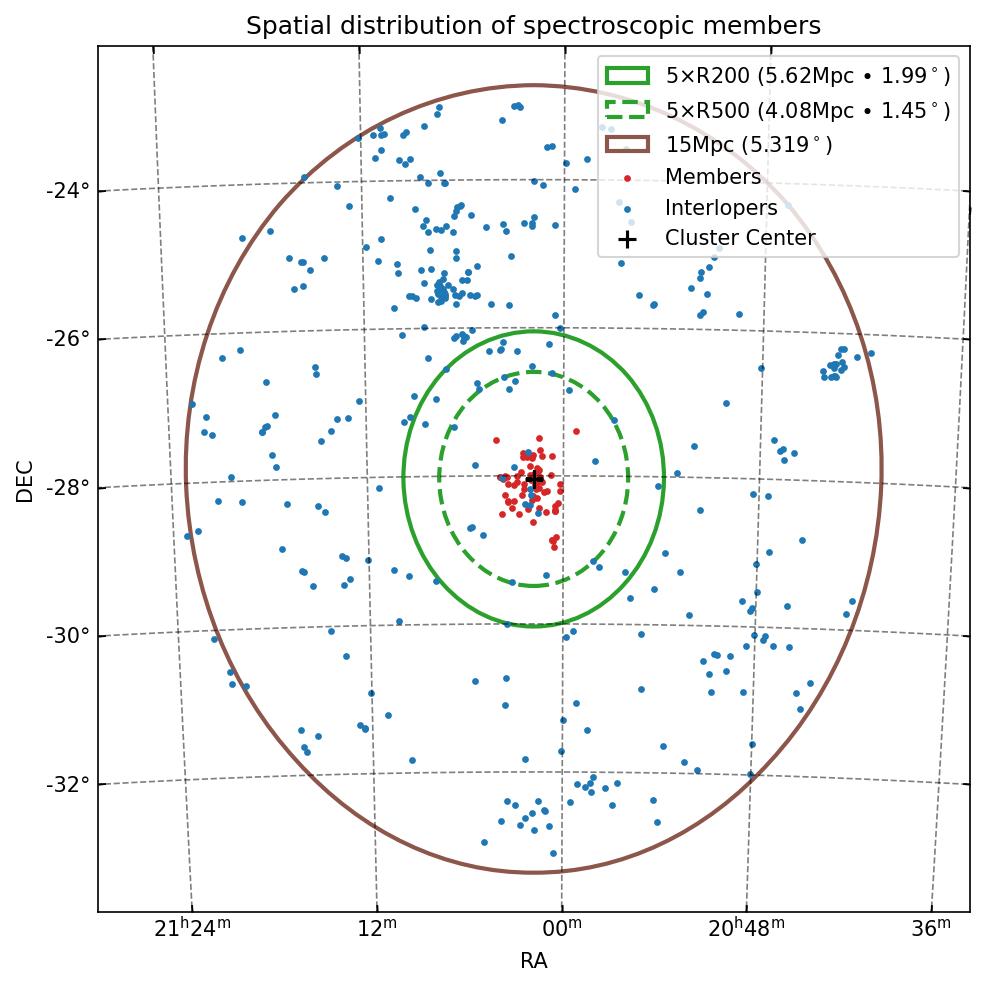 Spatial distribution of spectroscopic members
5×R200 (5.62Mpc • 1.99°)
5×R500 (4.08Mpc • 1.45°)
15Mpc (5.319°)
Members
Interlopers
Cluster Center
-24°
-26°
-28°
-30°
-32°
DEC
21ʰ24ᵐ 12ᵐ 00ᵐ 20ʰ48ᵐ 36ᵐ
RA